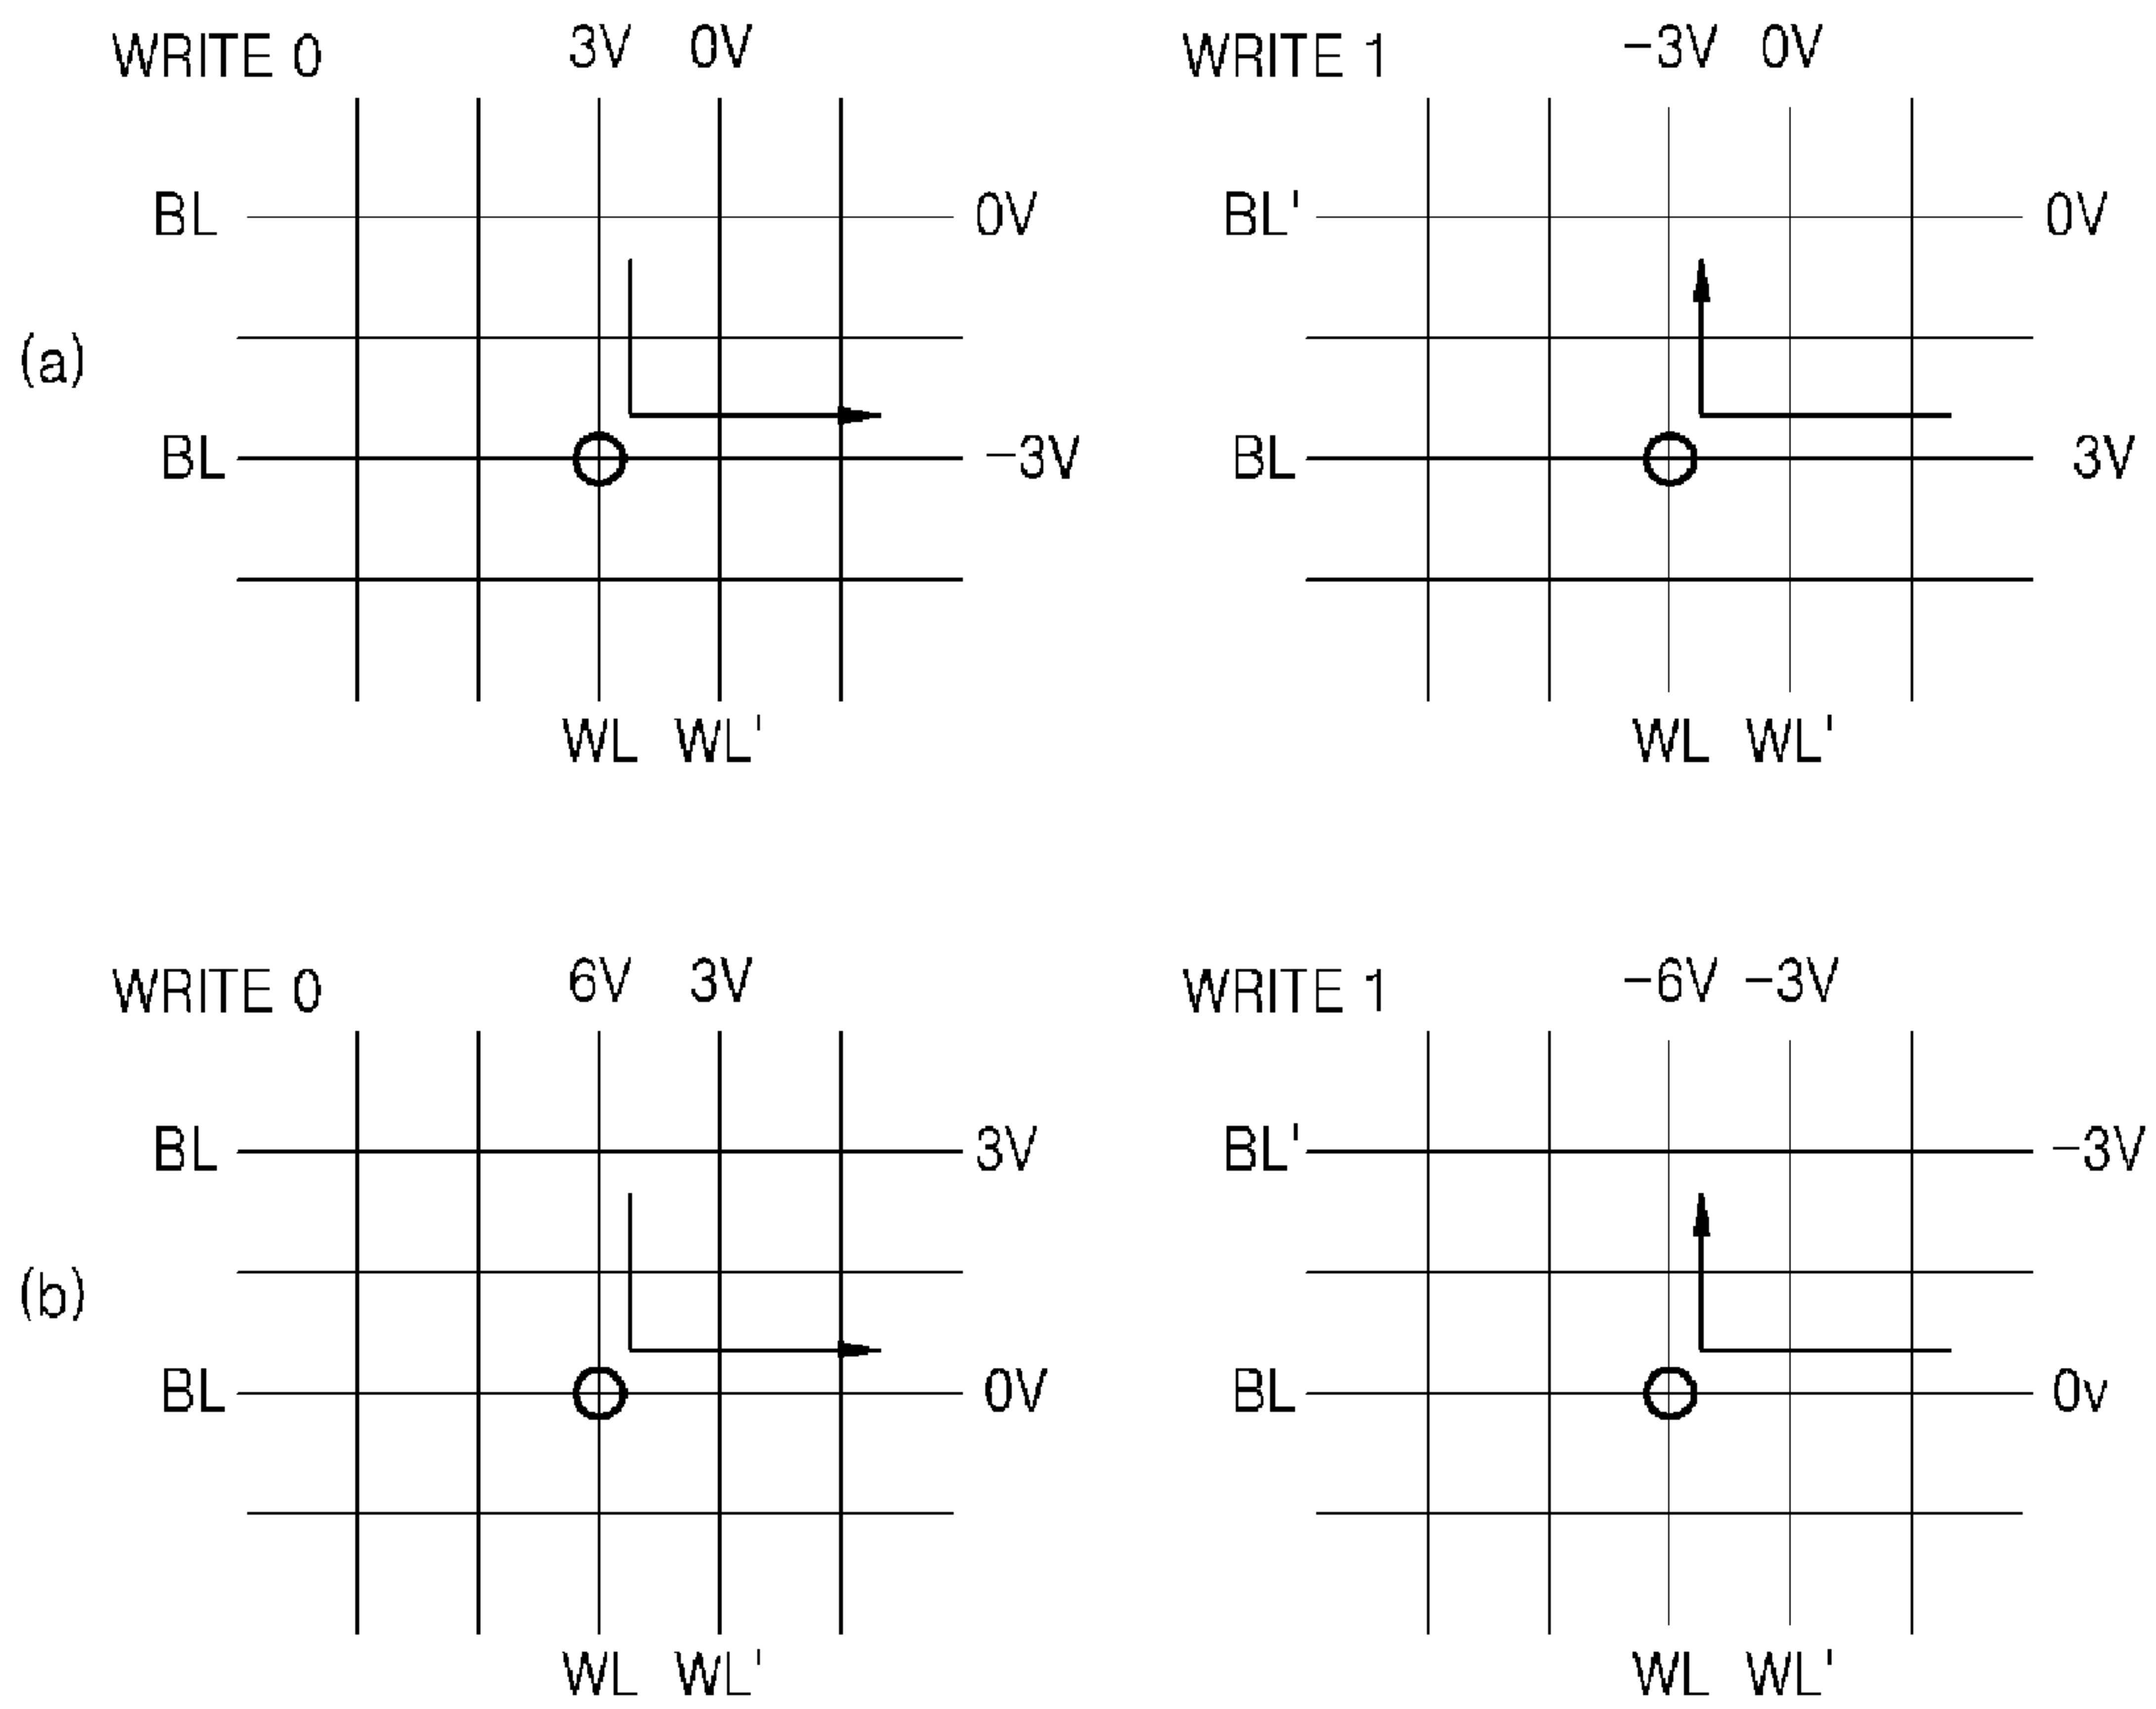 WRITE 0 3V 0V
BL 0V
(a)
BL −3V
WL WL'
WRITE 1 −3V 0V
BL' 0V
BL 3V
WL WL'
WRITE 0 6V 3V
BL 3V
(b)
BL 0V
WL WL'
WRITE 1 −6V −3V
BL' −3V
BL 0v
WL WL'